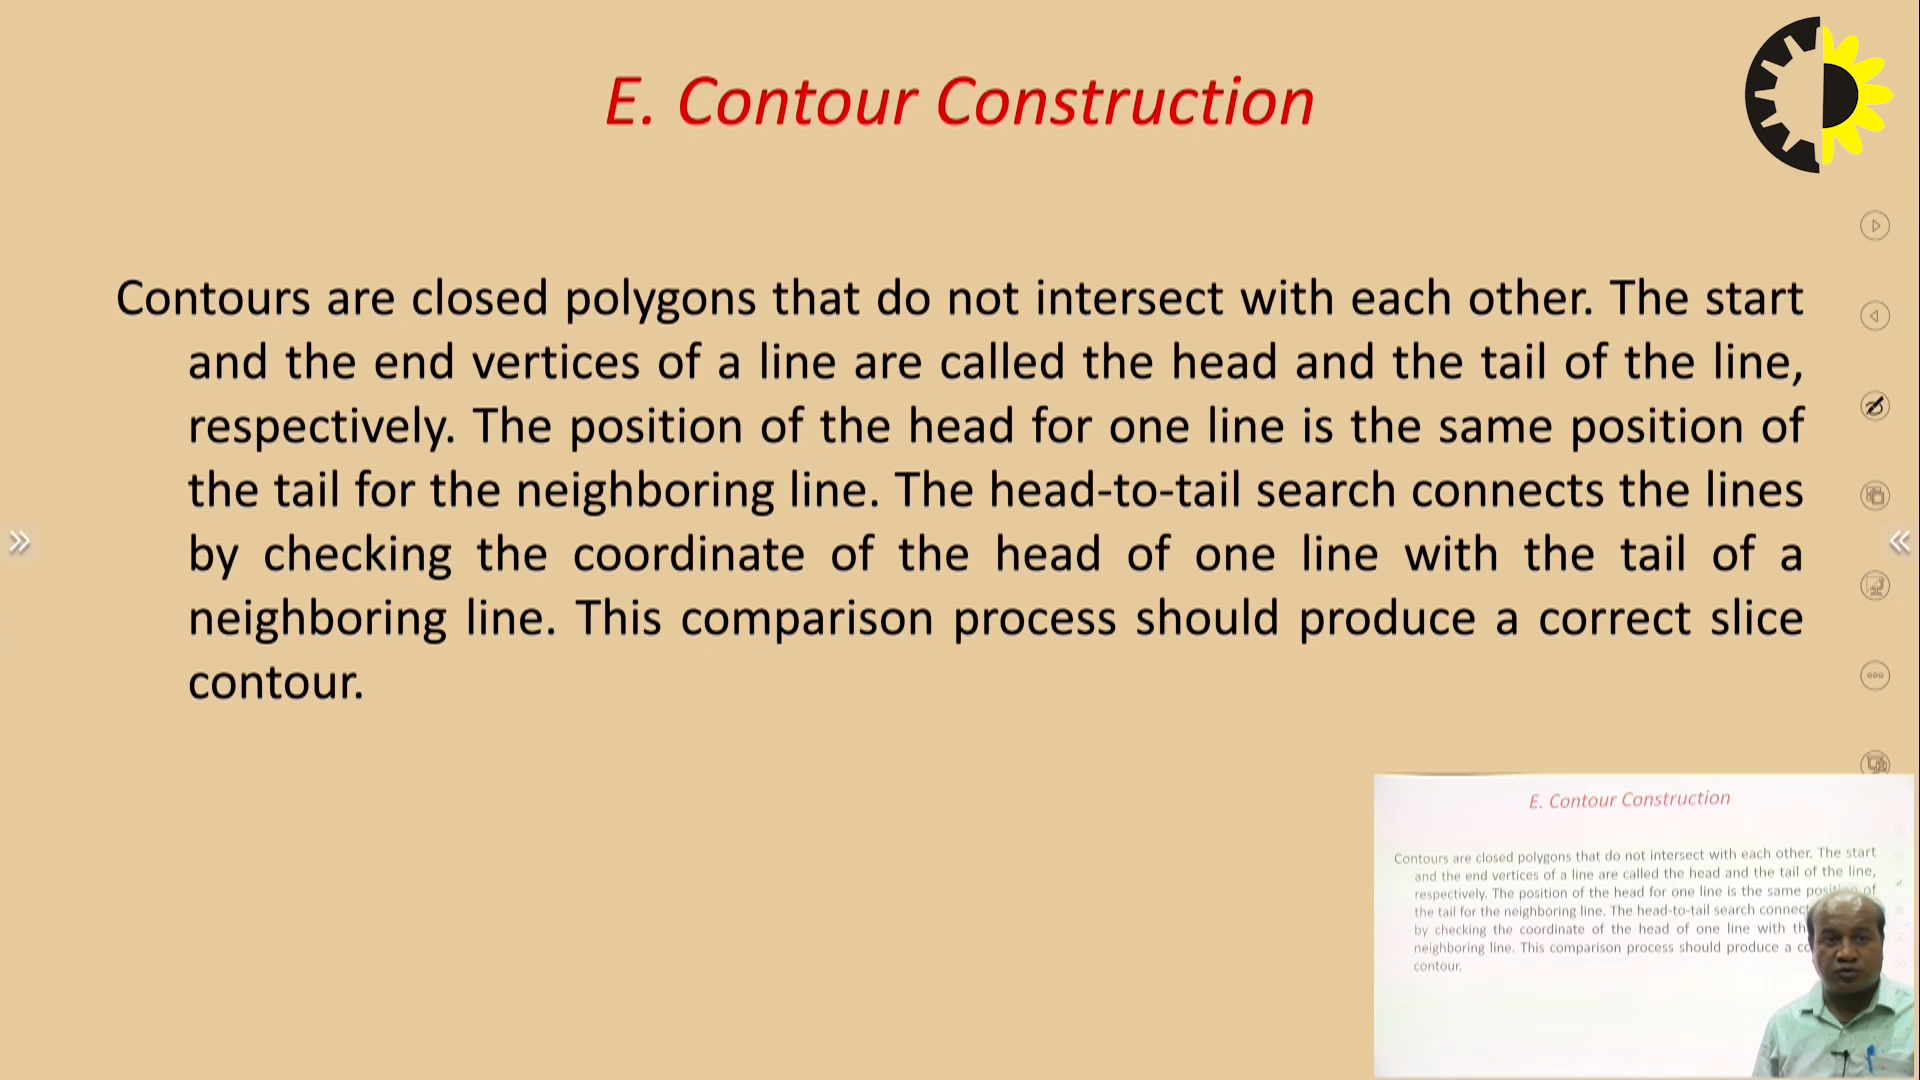 E. Contour Construction
Contours are closed polygons that do not intersect with each other. The start
and the end vertices of a line are called the head and the tail of the line,
respectively. The position of the head for one line is the same position of
the tail for the neighboring line. The head-to-tail search connects the lines
by checking the coordinate of the head of one line with the tail of a
neighboring line. This comparison process should produce a correct slice
contour.
E. Contour Construction
Contours are closed polygons that do not intersect with each other. The start
and the end vertices of a line are called the head and the tail of the line,
respectively. The position of the head for one line is the same position of
the tail for the neighboring line. The head-to-tail search
by checking the coordinate of the head of one line with
neighboring line. This comparison process should produce a
contour.